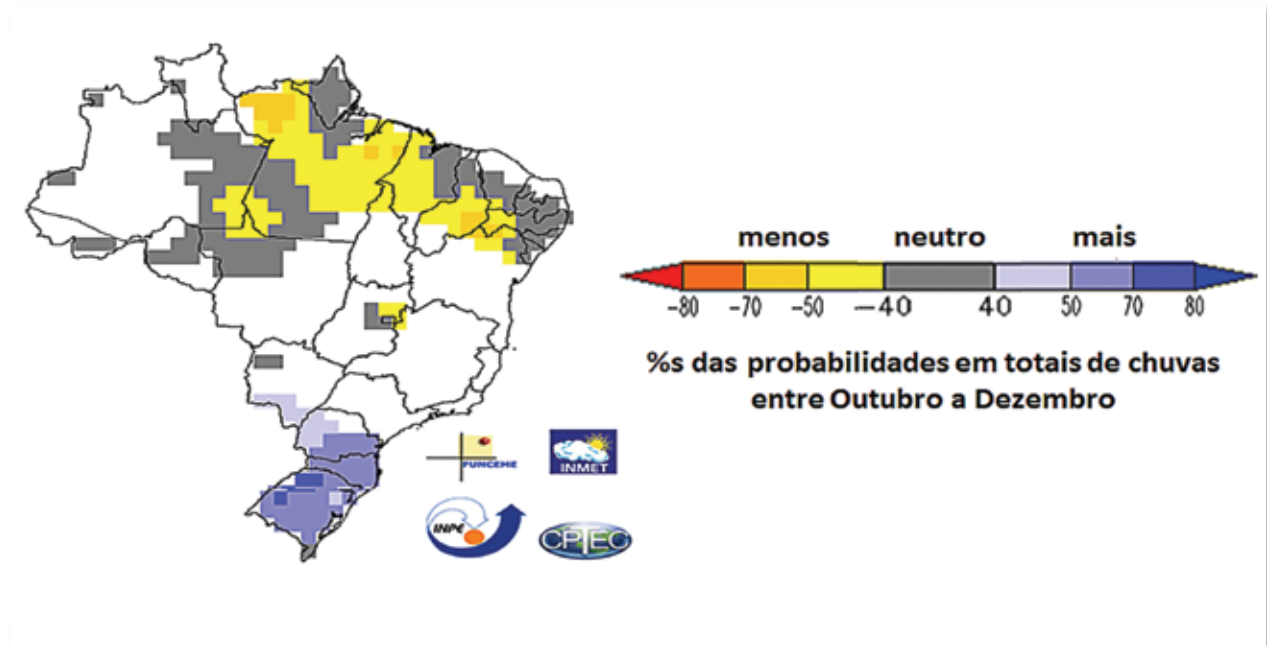 menos neutro mais
-80 -70 -50 -40 40 50 70 80
%s das probabilidades em totais de chuvas
entre Outubro a Dezembro
FUNCEME
INMET
INPE
CPTEC